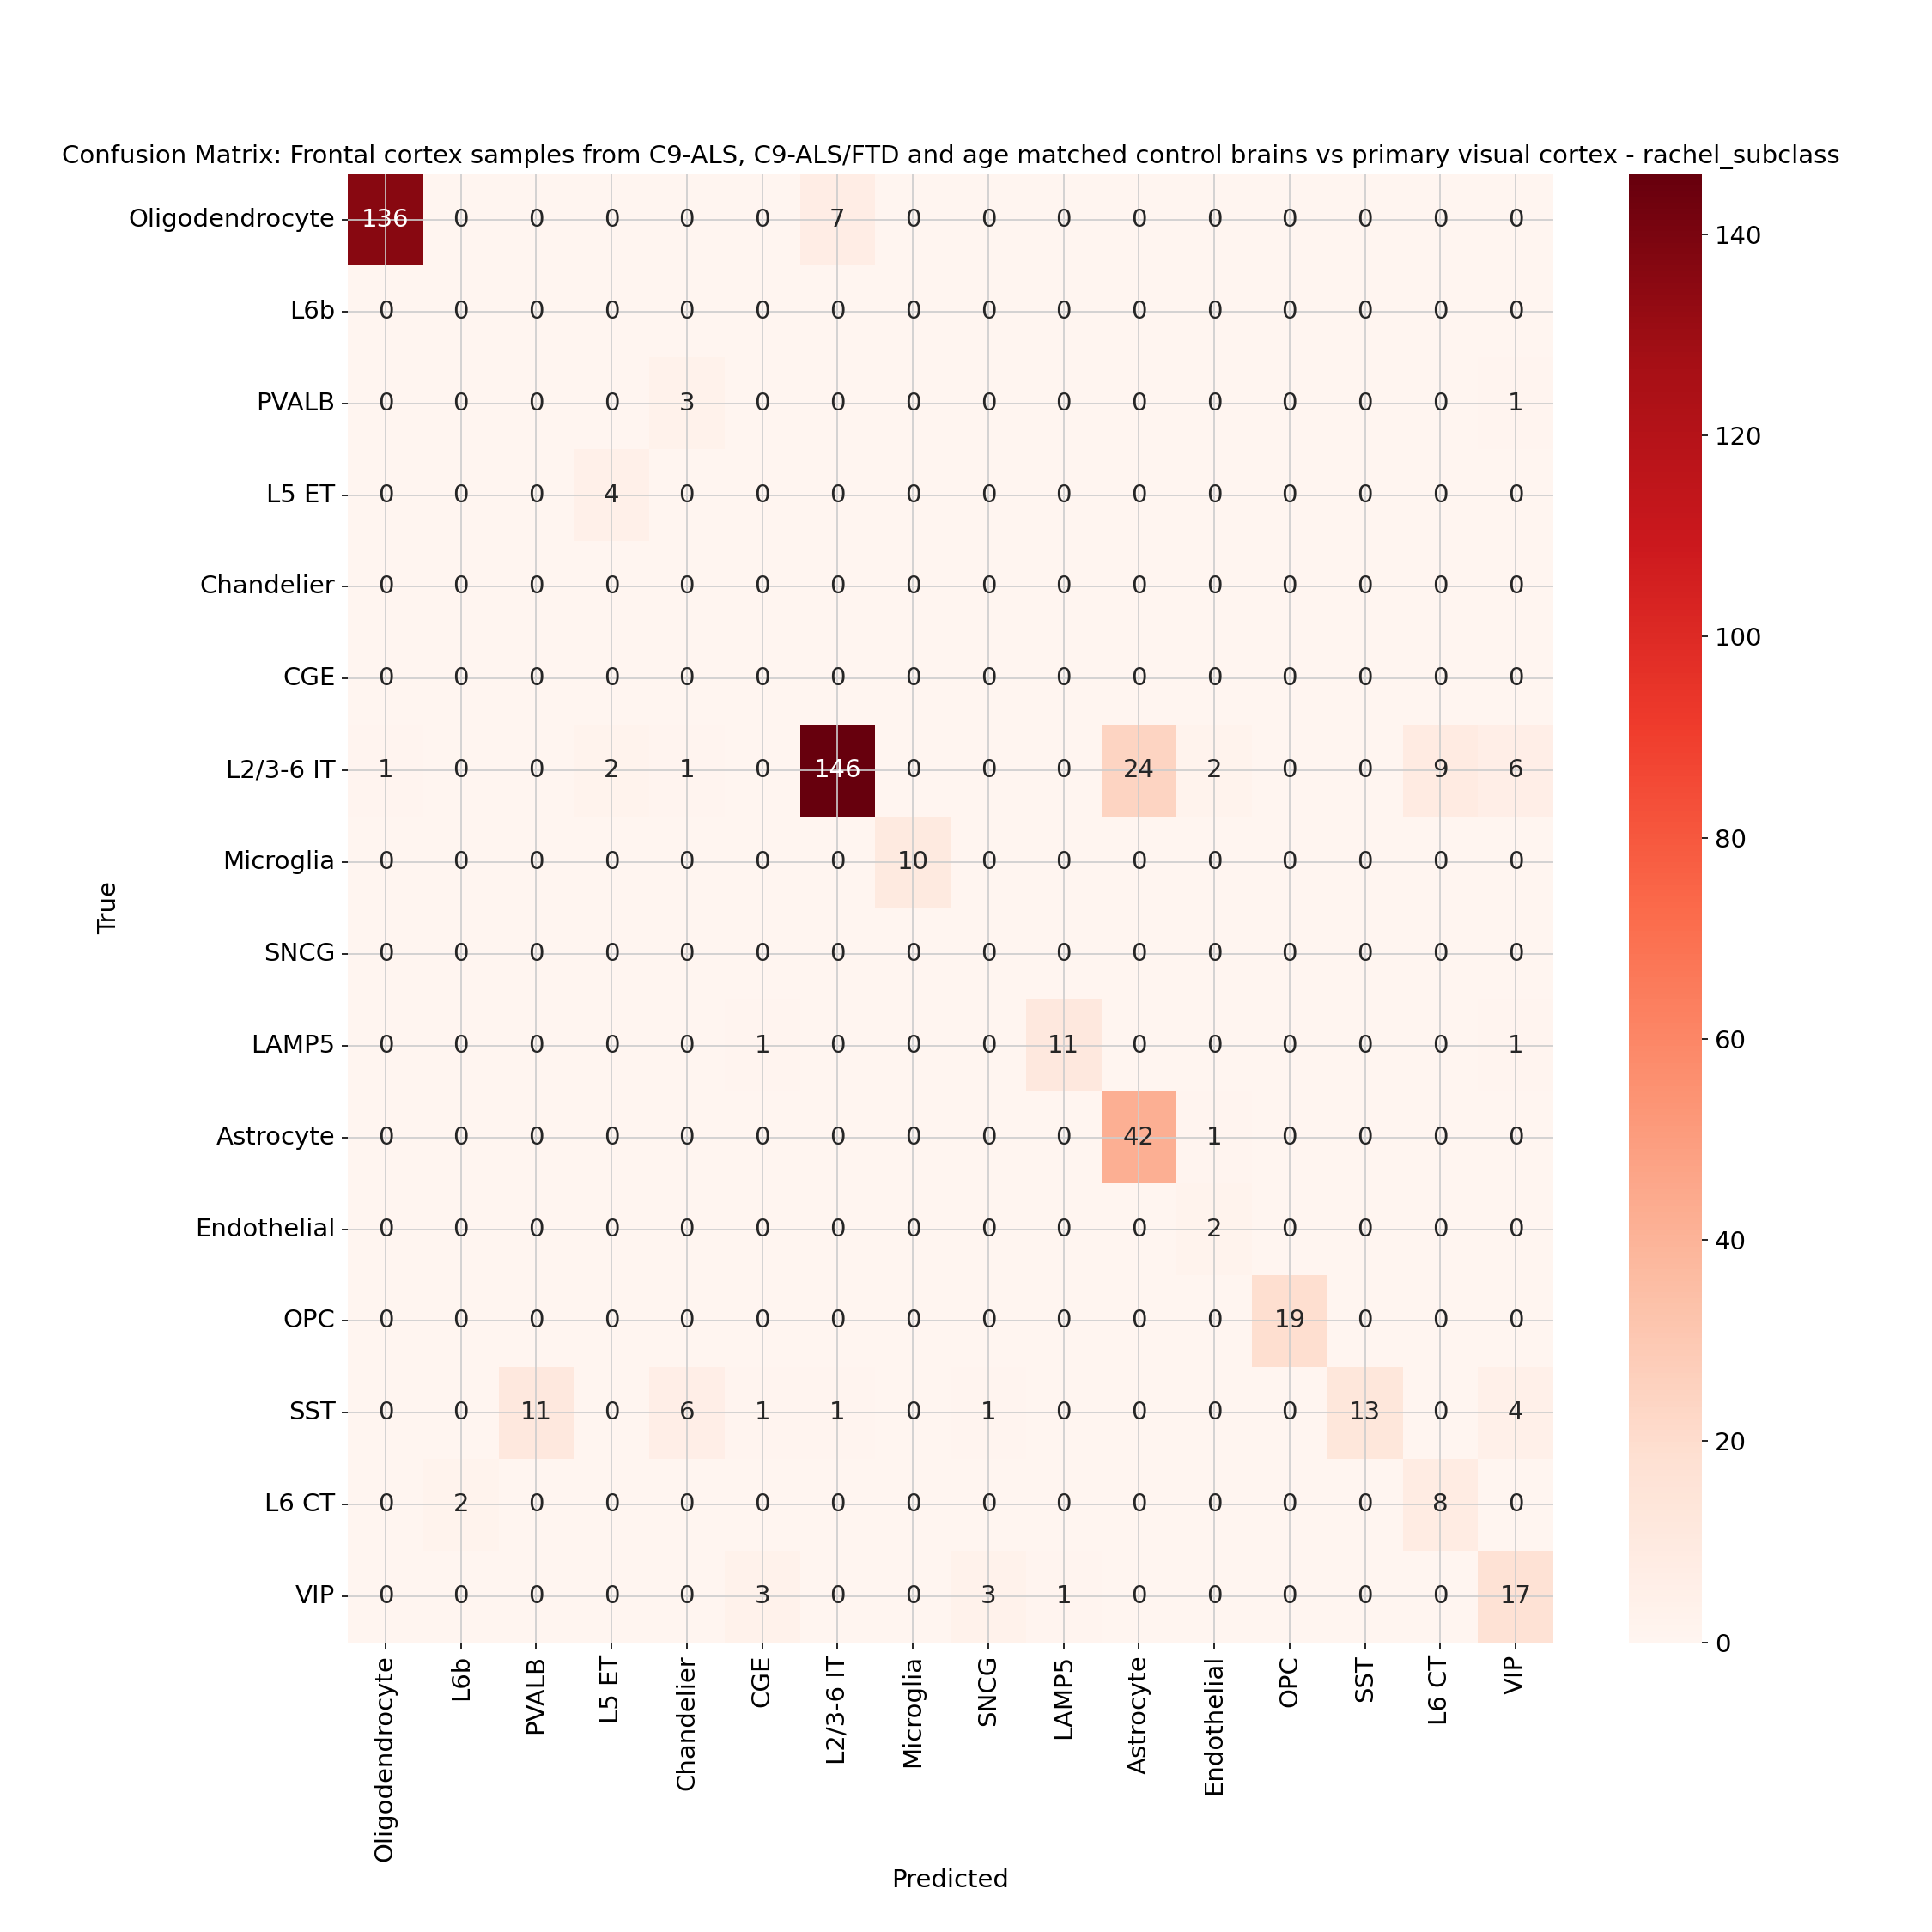 Confusion Matrix: Frontal cortex samples from C9-ALS, C9-ALS/FTD and age matched control brains vs primary visual cortex - rachel_subclass
Oligodendrocyte 136 0 0 0 0 0 7 0 0 0 0 0 0 0 0 0
L6b 0 0 0 0 0 0 0 0 0 0 0 0 0 0 0 0
PVALB 0 0 0 0 3 0 0 0 0 0 0 0 0 0 0 1
L5 ET 0 0 0 4 0 0 0 0 0 0 0 0 0 0 0 0
Chandelier 0 0 0 0 0 0 0 0 0 0 0 0 0 0 0 0
CGE 0 0 0 0 0 0 0 0 0 0 0 0 0 0 0 0
L2/3-6 IT 1 0 0 2 1 0 146 0 0 0 24 2 0 0 9 6
Microglia 0 0 0 0 0 0 0 10 0 0 0 0 0 0 0 0
SNCG 0 0 0 0 0 0 0 0 0 0 0 0 0 0 0 0
LAMP5 0 0 0 0 0 1 0 0 0 11 0 0 0 0 0 1
Astrocyte 0 0 0 0 0 0 0 0 0 0 42 1 0 0 0 0
Endothelial 0 0 0 0 0 0 0 0 0 0 0 2 0 0 0 0
OPC 0 0 0 0 0 0 0 0 0 0 0 0 19 0 0 0
SST 0 0 11 0 6 1 1 0 1 0 0 0 0 13 0 4
L6 CT 0 2 0 0 0 0 0 0 0 0 0 0 0 0 8 0
VIP 0 0 0 0 0 3 0 0 3 1 0 0 0 0 0 17
True
Oligodendrocyte
L6b
PVALB
L5 ET
Chandelier
CGE
L2/3-6 IT
Microglia
SNCG
LAMP5
Astrocyte
Endothelial
OPC
SST
L6 CT
VIP
Predicted
140
120
100
80
60
40
20
0